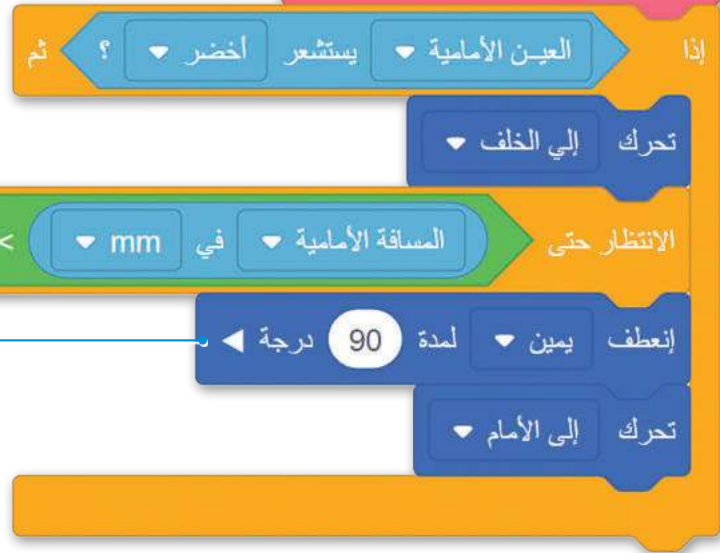 إذا العيـن الأمامية يستشعر أخضر ؟ ثم
تحرك إلي الخلف
الانتظار حتى المسافة الأمامية في mm >
إنعطف يمين لمدة 90 درجة
تحرك إلى الأمام